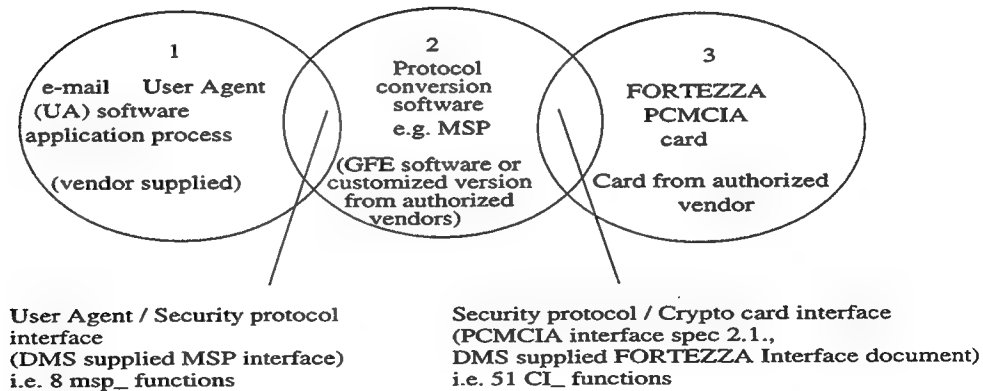 1
e-mail User Agent
(UA) software
application process
(vendor supplied)
2
Protocol
conversion
software
e.g. MSP
(GFE software or
customized version
from authorized
vendors)
3
FORTEZZA
PCMCIA
card
Card from authorized
vendor
User Agent / Security protocol
interface
(DMS supplied MSP interface)
i.e. 8 msp_ functions
Security protocol / Crypto card interface
(PCMCIA interface spec 2.1.,
DMS supplied FORTEZZA Interface document)
i.e. 51 CI_ functions